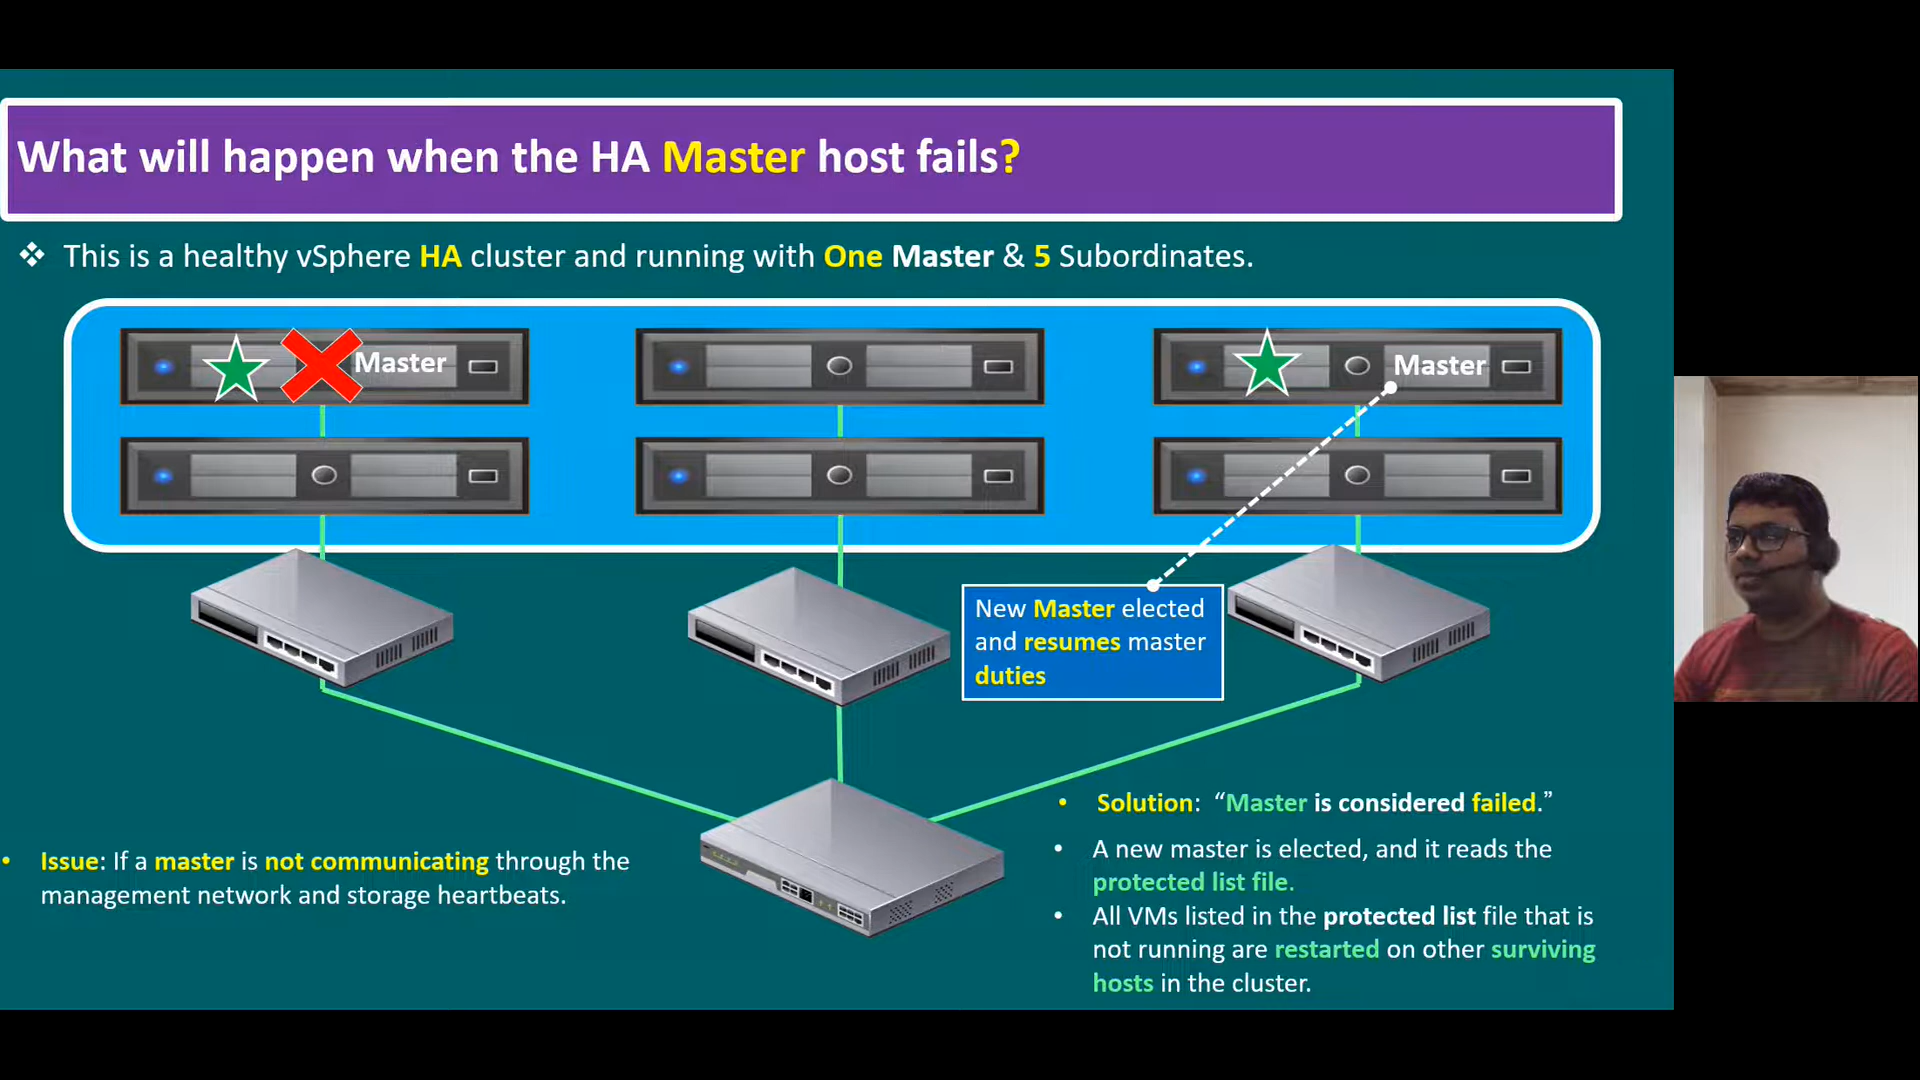 What will happen when the HA Master host fails?
❖ This is a healthy vSphere HA cluster and running with One Master & 5 Subordinates.
Master
Master
New Master elected
and resumes master
duties
• Issue: If a master is not communicating through the
management network and storage heartbeats.
• Solution: “Master is considered failed.”
• A new master is elected, and it reads the
protected list file.
• All VMs listed in the protected list file that is
not running are restarted on other surviving
hosts in the cluster.